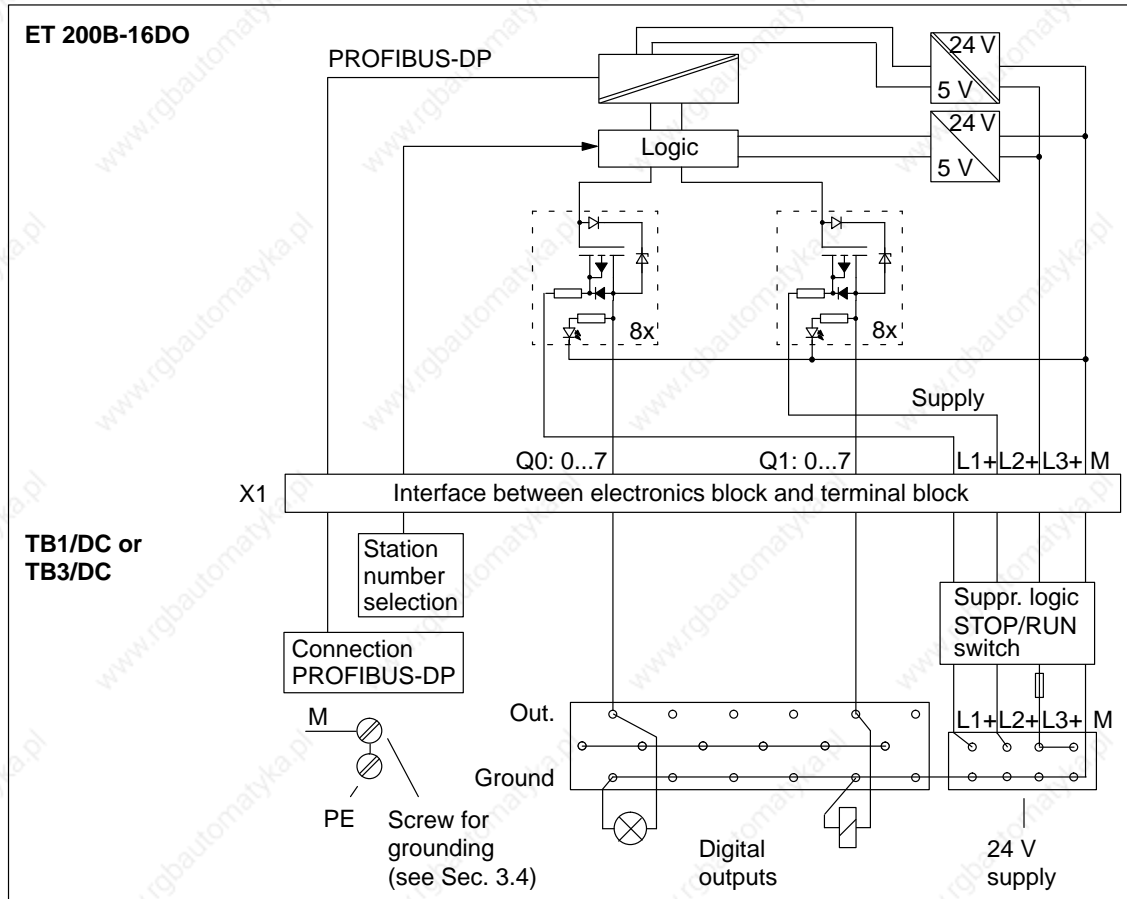 ET 200B-16DO
PROFIBUS-DP
24 V
5 V
24 V
5 V
Logic
8x
8x
Supply
Q0: 0...7
Q1: 0...7
L1+L2+L3+ M
X1
Interface between electronics block and terminal block
TB1/DC or
TB3/DC
Station
number
selection
Suppr. logic
STOP/RUN
switch
Connection
PROFIBUS-DP
M
Out.
L1+L2+L3+ M
Ground
PE
Screw for
grounding
(see Sec. 3.4)
Digital
outputs
24 V
supply
www.rgbautomatyka.pl